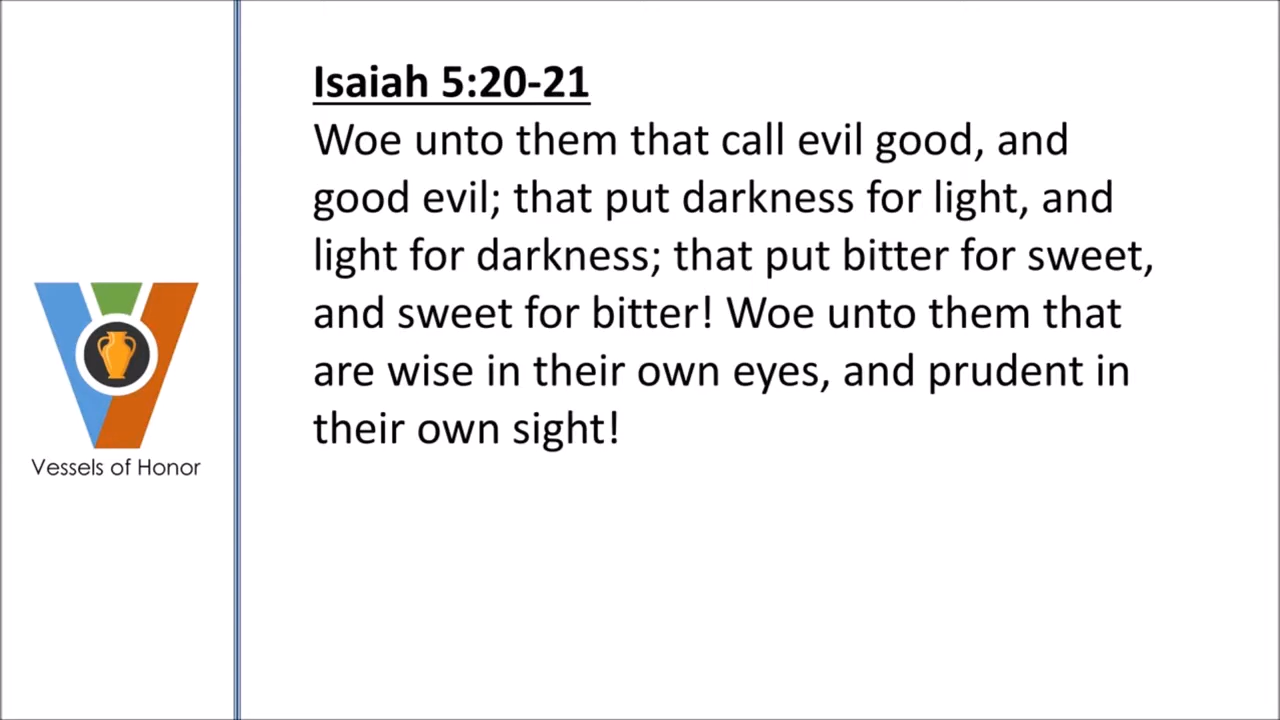 Isaiah 5:20-21
Woe unto them that call evil good, and
good evil; that put darkness for light, and
light for darkness; that put bitter for sweet,
and sweet for bitter! Woe unto them that
are wise in their own eyes, and prudent in
their own sight!
Vessels of Honor